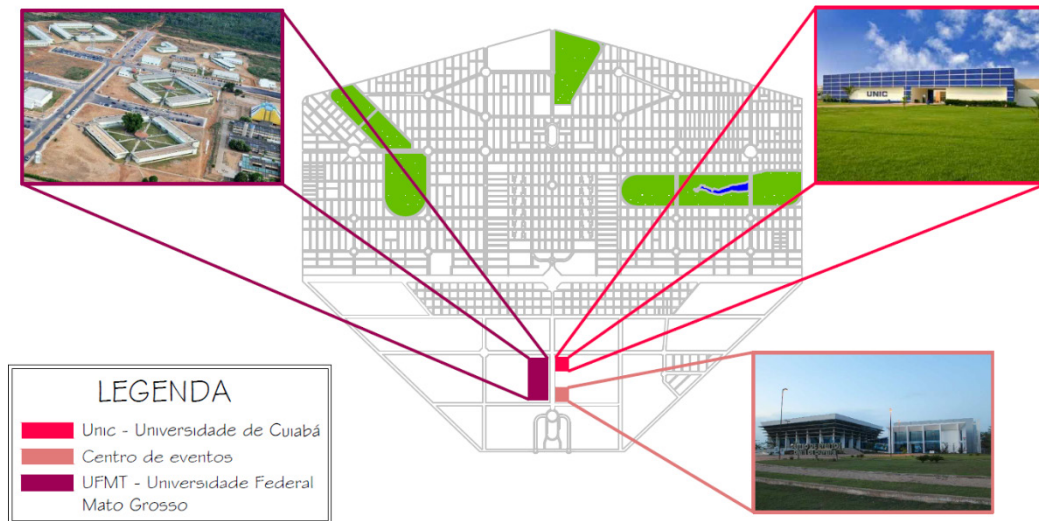 UNIC
LEGENDA
Unic - Universidade de Cuiabá
Centro de eventos
UFMT - Universidade Federal
Mato Grosso